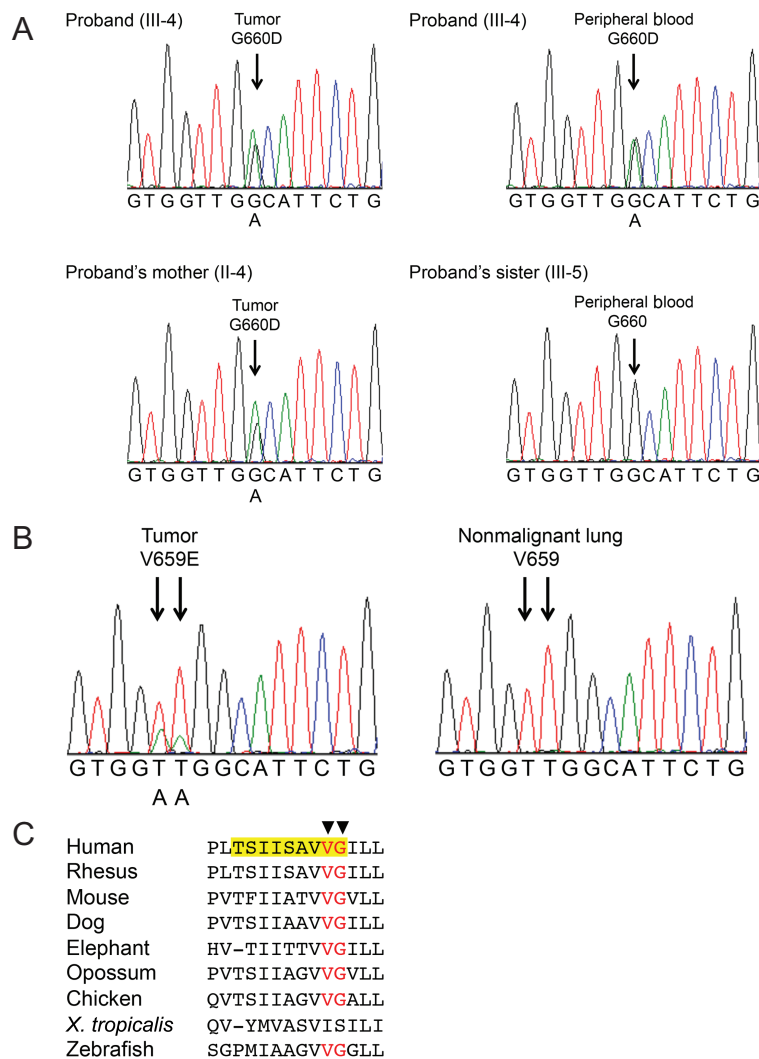 A
Proband (III-4)
Tumor
G660D
GTGGTTGGCATTCTG
A
Proband (III-4)
Peripheral blood
G660D
GTGGTTGGCATTCTG
A
Proband's mother (II-4)
Tumor
G660D
GTGGTTGGCATTCTG
A
Proband's sister (III-5)
Peripheral blood
G660
GTGGTTGGCATTCTG
B
Tumor
V659E
GTGGTTGGCATTCTG
A A
Nonmalignant lung
V659
GTGGTTGGCATTCTG
C
Human PLTSIISAVVGILL
Rhesus PLTSIISAVVGILL
Mouse PVTFIIATVVGVLL
Dog PVTSIIAAVVGILL
Elephant HV-TIITTVVGILL
Opossum PVTSIIAGVVGVLL
Chicken QVTSIIAGVVGALL
X. tropicalis QV-YMVASVISILI
Zebrafish SGPMIAAGVVGGLL